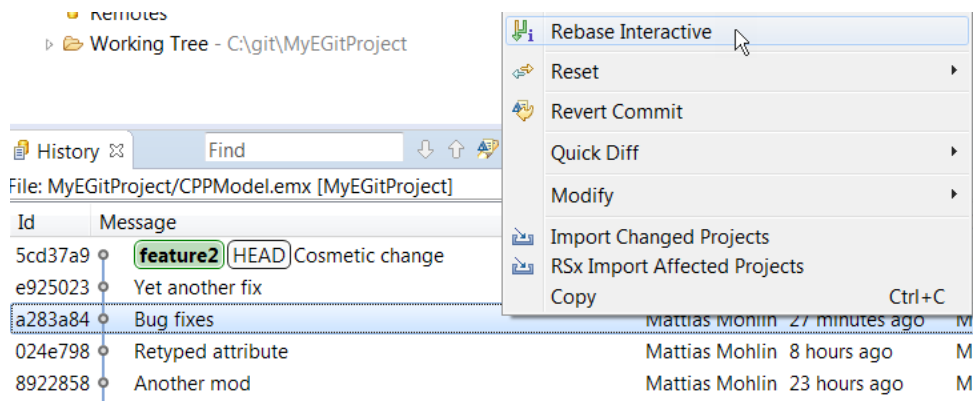 Remotes
Working Tree - C:\git\MyEGitProject
Rebase Interactive
Reset
Revert Commit
Quick Diff
Modify
Import Changed Projects
RSx Import Affected Projects
Copy Ctrl+C
History
Find
File: MyEGitProject/CPPModel.emx [MyEGitProject]
Id Message
5cd37a9 feature2 HEAD Cosmetic change
e925023 Yet another fix
a283a84 Bug fixes Mattias Mohlin 27 minutes ago M
024e798 Retyped attribute Mattias Mohlin 8 hours ago M
8922858 Another mod Mattias Mohlin 23 hours ago M